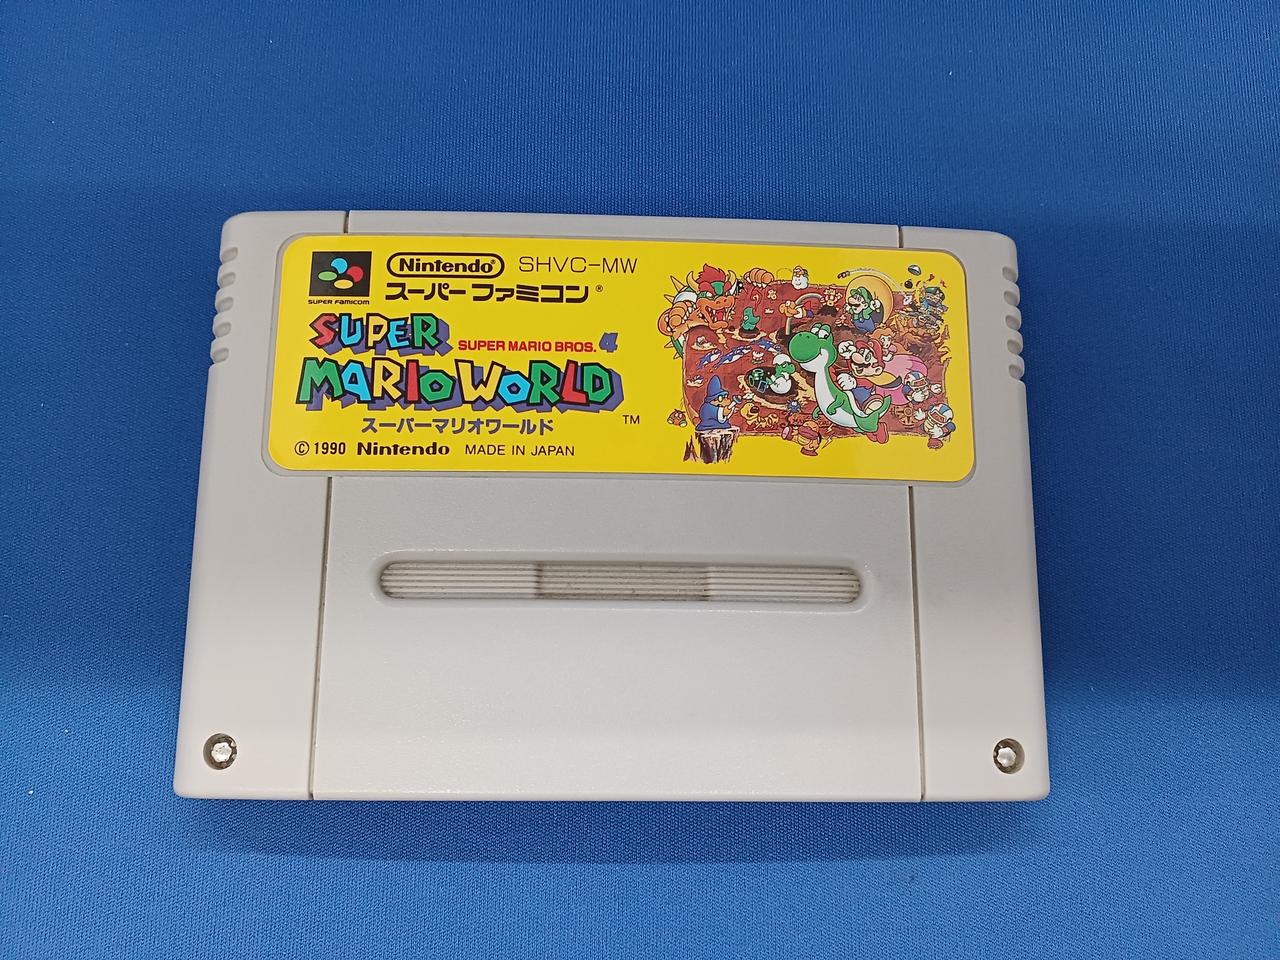 Nintendo® SHVC-MW
SUPER FAMICOM
スーパーファミコン®
SUPER
SUPER MARIO BROS. 4
MARIO WORLD
スーパーマリオワールド
TM
© 1990 Nintendo MADE IN JAPAN